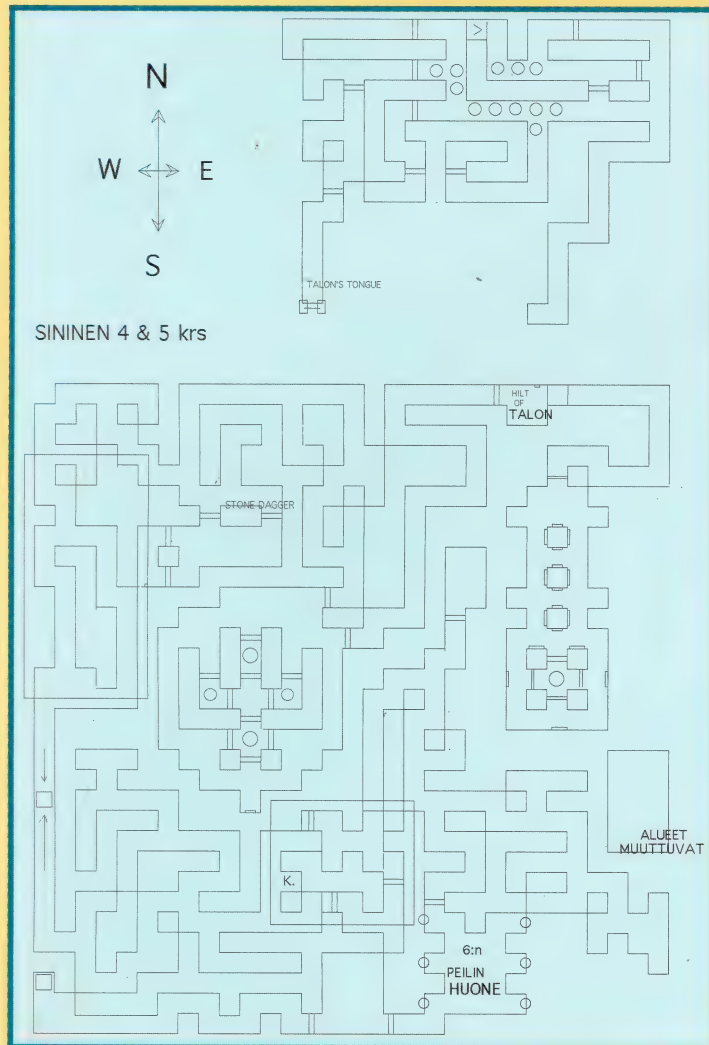 N
W E
S
>
TALON'S TONGUE
SININEN 4 & 5 krs
HILT
OF
TALON
STONE DAGGER
ALUEET
MUUTTUVAT
K.
6:n
PEILIN
HUONE